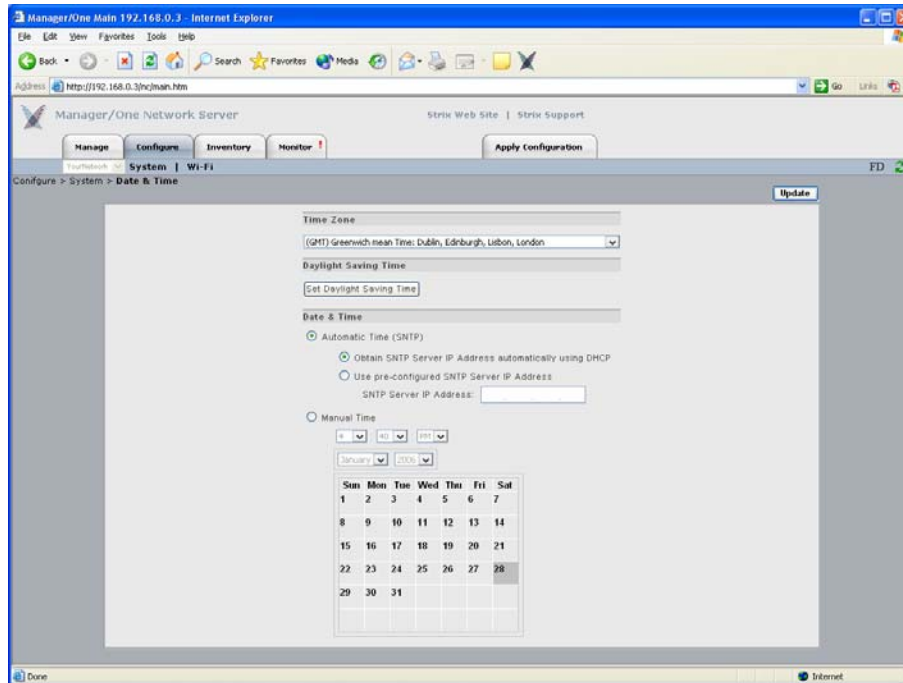 Manager/One Main 192.168.0.3 - Internet Explorer
File Edit View Favorites Tools Help
Back Search Favorites Media
Address http://192.168.0.3/nc/main.htm Go Links
Manager/One Network Server Strix Web Site | Strix Support
Manage Configure Inventory Monitor ! Apply Configuration
YourNetwork System | Wi-Fi FD
Configure > System > Date & Time
Update
Time Zone
(GMT) Greenwich mean Time: Dublin, Edinburgh, Lisbon, London
Daylight Saving Time
Set Daylight Saving Time
Date & Time
Automatic Time (SNTP)
Obtain SNTP Server IP Address automatically using DHCP
Use pre-configured SNTP Server IP Address
SNTP Server IP Address:
Manual Time
4 40 PM
January 2006
Sun Mon Tue Wed Thu Fri Sat
1 2 3 4 5 6 7
8 9 10 11 12 13 14
15 16 17 18 19 20 21
22 23 24 25 26 27 28
29 30 31
Done Internet